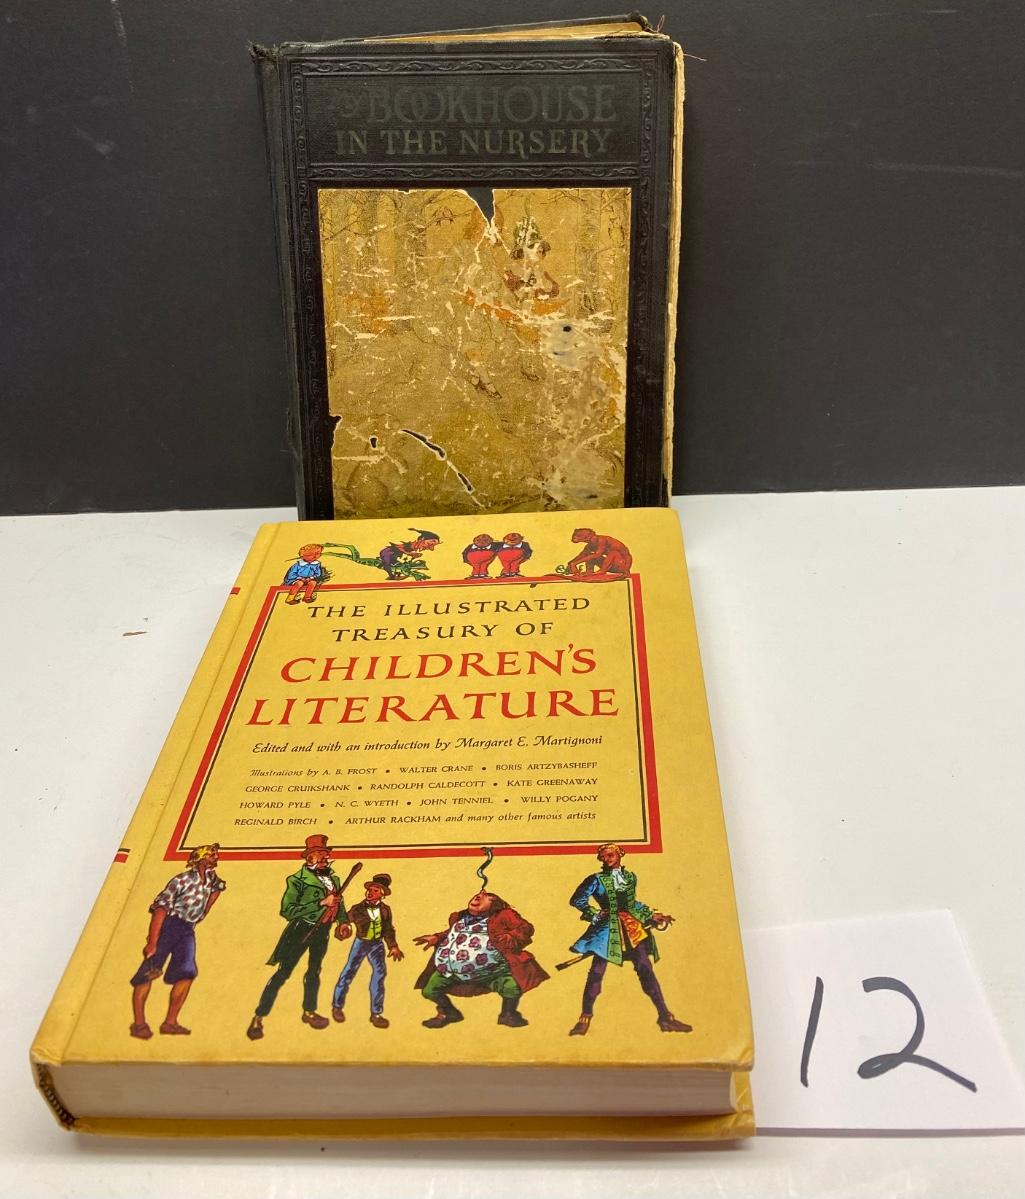 My BOOKHOUSE
IN THE NURSERY
THE ILLUSTRATED
TREASURY OF
CHILDREN'S
LITERATURE
Edited and with an introduction by Margaret E. Martignoni
Illustrations by A. B. FROST • WALTER CRANE • BORIS ARTZYBASHEFF
GEORGE CRUIKSHANK • RANDOLPH CALDECOTT • KATE GREENAWAY
HOWARD PYLE • N. C. WYETH • JOHN TENNIEL • WILLY POGANY
REGINALD BIRCH • ARTHUR RACKHAM and many other famous artists
12